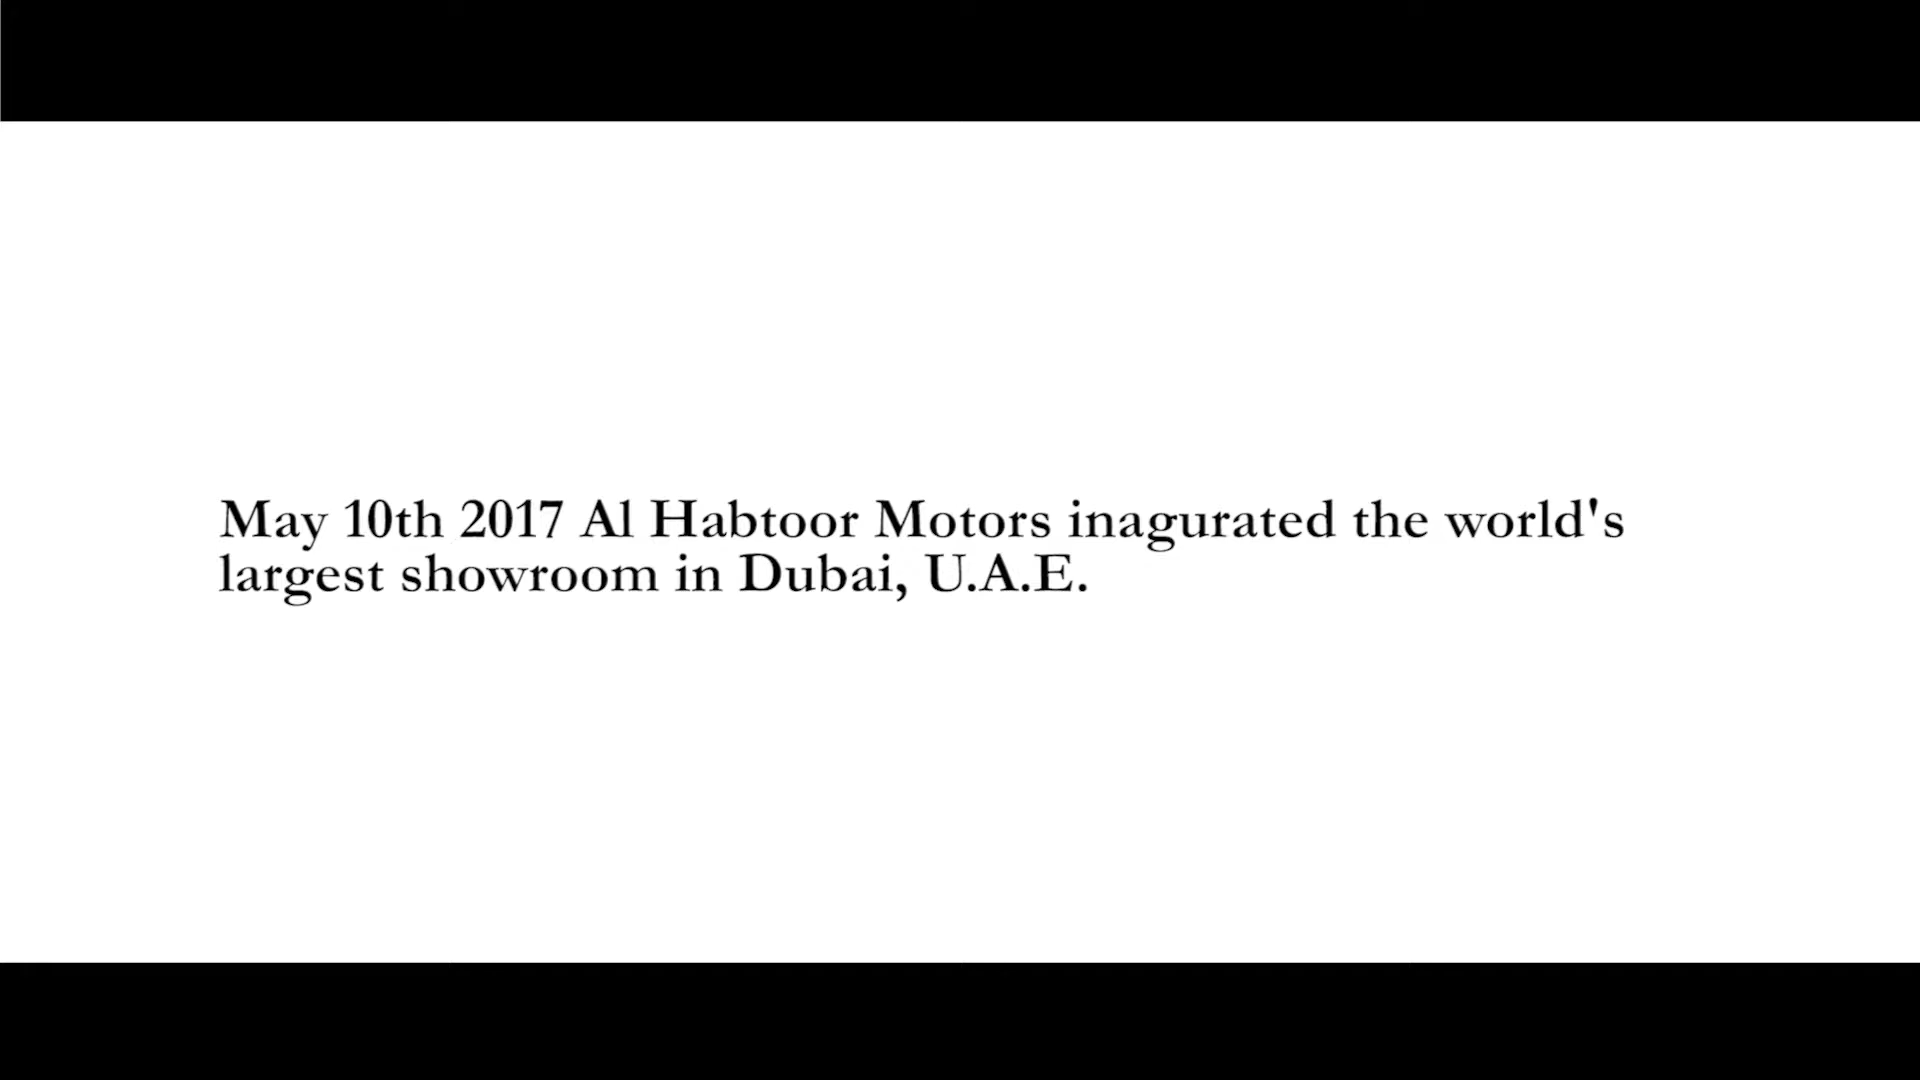 May 10th 2017 Al Habtoor Motors inagurated the world's
largest showroom in Dubai, U.A.E.